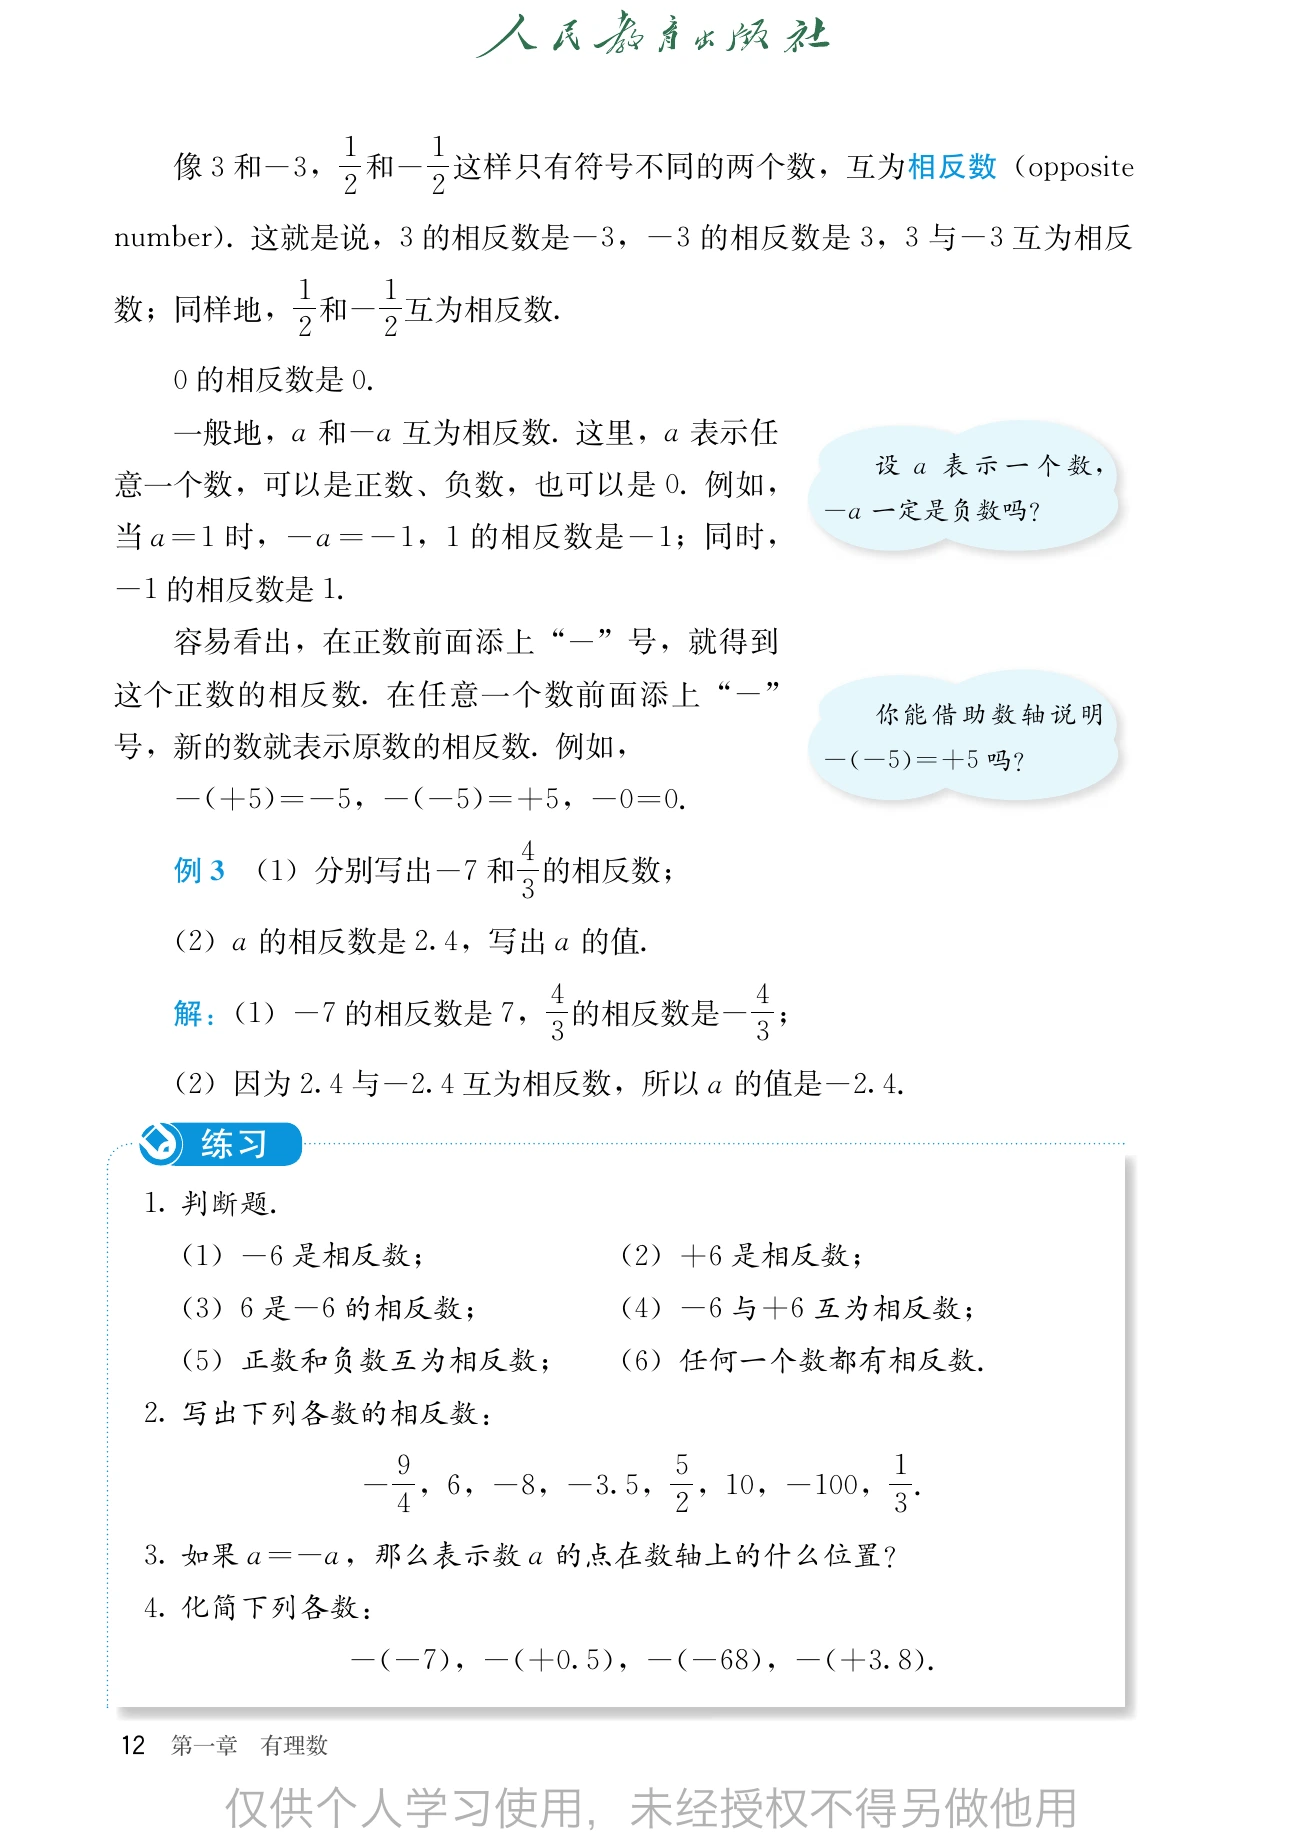 人民教育出版社
像3和−3，1/2和−1/2这样只有符号不同的两个数，互为相反数（opposite
number）. 这就是说，3的相反数是−3，−3的相反数是3，3与−3互为相反
数；同样地，1/2和−1/2互为相反数.
0的相反数是0.
一般地，a和−a互为相反数. 这里，a表示任
意一个数，可以是正数、负数，也可以是0. 例如，
当a=1时，−a=−1，1的相反数是−1；同时，
−1的相反数是1.
设a表示一个数，
−a一定是负数吗？
容易看出，在正数前面添上“−”号，就得到
这个正数的相反数. 在任意一个数前面添上“−”
号，新的数就表示原数的相反数. 例如，
−(+5)=−5，−(−5)=+5，−0=0.
你能借助数轴说明
−(−5)=+5吗？
例3 （1）分别写出−7和4/3的相反数；
（2）a的相反数是2.4，写出a的值.
解：（1）−7的相反数是7，4/3的相反数是−4/3；
（2）因为2.4与−2.4互为相反数，所以a的值是−2.4.
练习
1. 判断题.
（1）−6是相反数； （2）+6是相反数；
（3）6是−6的相反数； （4）−6与+6互为相反数；
（5）正数和负数互为相反数； （6）任何一个数都有相反数.
2. 写出下列各数的相反数：
−9/4，6，−8，−3.5，5/2，10，−100，1/3.
3. 如果a=−a，那么表示数a的点在数轴上的什么位置？
4. 化简下列各数：
−(−7)，−(+0.5)，−(−68)，−(+3.8).
12 第一章 有理数
仅供个人学习使用，未经授权不得另做他用